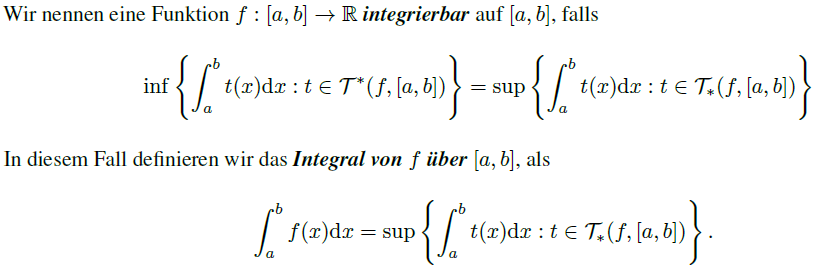 Wir nennen eine Funktion f : [a, b] → ℝ integrierbar auf [a, b], falls
inf { ∫_a^b t(x)dx : t ∈ 𝒯*(f, [a, b]) } = sup { ∫_a^b t(x)dx : t ∈ 𝒯_*(f, [a, b]) }
In diesem Fall definieren wir das Integral von f über [a, b], als
∫_a^b f(x)dx = sup { ∫_a^b t(x)dx : t ∈ 𝒯_*(f, [a, b]) } .